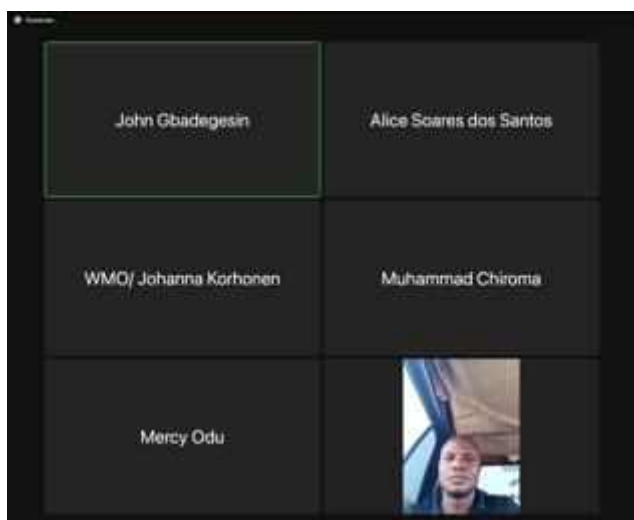 John Gbadegesin
Alice Soares dos Santos
WMO/ Johanna Korhonen
Muhammad Chiroma
Mercy Odu